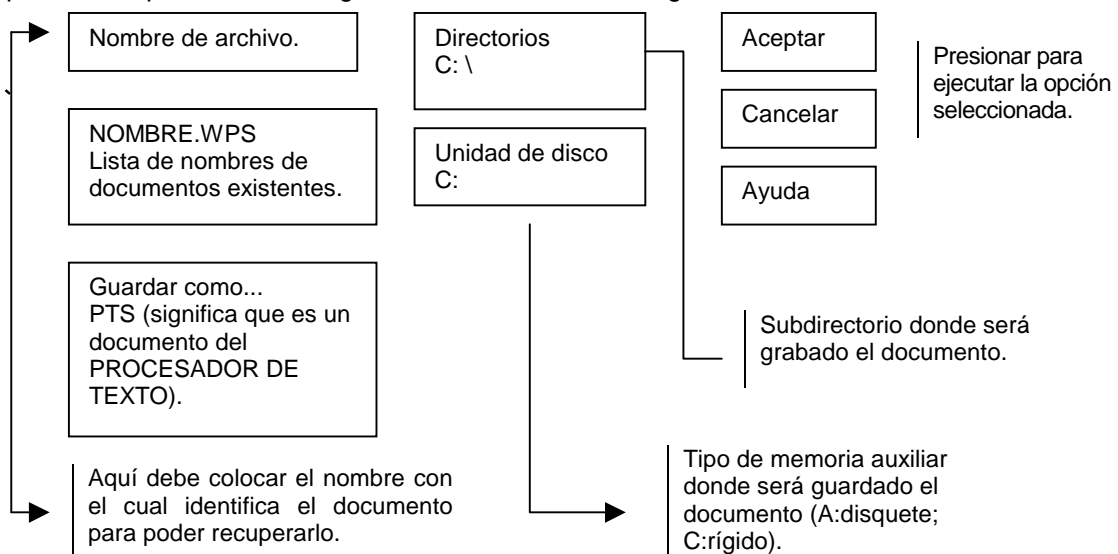 Nombre de archivo.
NOMBRE.WPS
Lista de nombres de
documentos existentes.
Guardar como...
PTS (significa que es un
documento del
PROCESADOR DE
TEXTO).
Aquí debe colocar el nombre con
el cual identifica el documento
para poder recuperarlo.
Directorios
C: \
Unidad de disco
C:
Aceptar
Cancelar
Ayuda
Presionar para
ejecutar la opción
seleccionada.
Subdirectorio donde será
grabado el documento.
Tipo de memoria auxiliar
donde será guardado el
documento (A:disquete;
C:rígido).